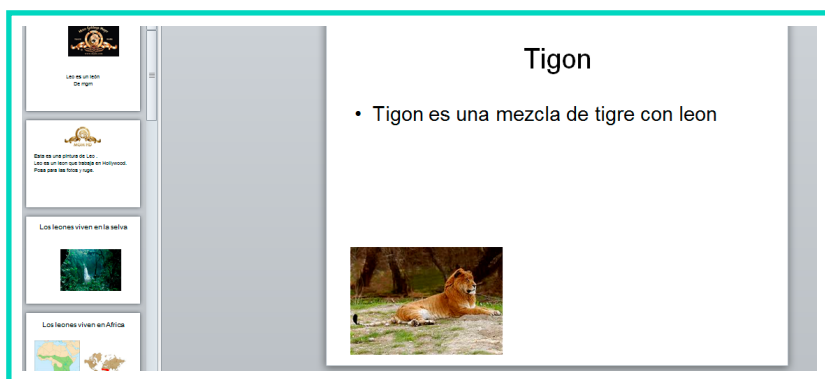 Leo es un león
De mgm
Esta es una pintura de Leo .
Leo es un leon que trabaja en Hollywood.
Posa para las fotos y ruge.
Los leones viven en la selva
Los leones viven en Africa
Tigon
• Tigon es una mezcla de tigre con leon